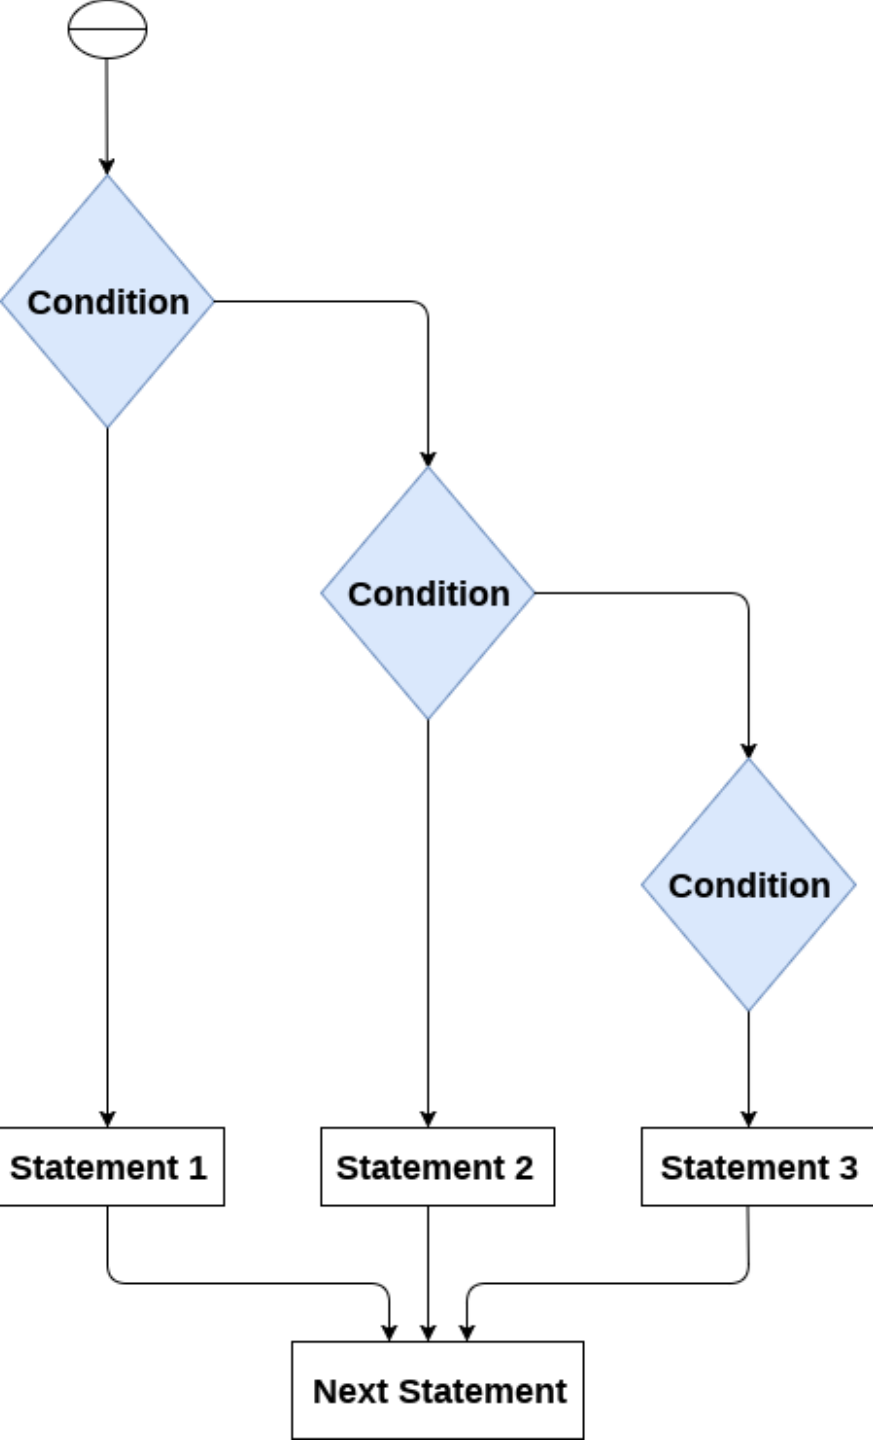 Condition
Condition
Condition
Statement 1
Statement 2
Statement 3
Next Statement